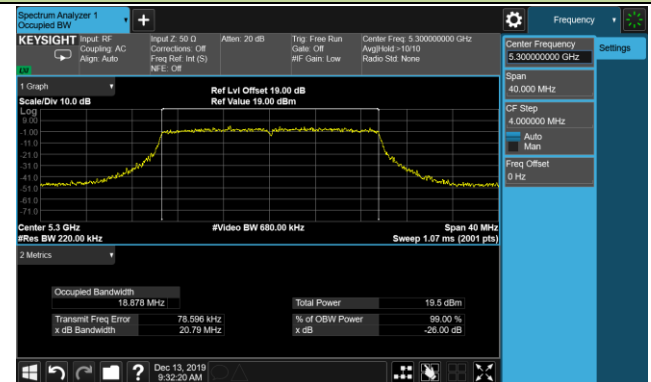 Spectrum Analyzer 1
Occupied BW
+
Frequency
KEYSIGHT Input: RF
Coupling: AC
Align: Auto
Input Z: 50 Ω
Corrections: Off
Freq Ref: Int (S)
NFE: Off
Atten: 20 dB
Trig: Free Run
Gate: Off
#IF Gain: Low
Center Freq: 5.300000000 GHz
Avg|Hold:>10/10
Radio Std: None
Center Frequency
5.300000000 GHz
Settings
Span
40.000 MHz
CF Step
4.000000 MHz
Auto
Man
Freq Offset
0 Hz
1 Graph
Scale/Div 10.0 dB
Ref Lvl Offset 19.00 dB
Ref Value 19.00 dBm
Log
9.00
-1.00
-11.0
-21.0
-31.0
-41.0
-51.0
-61.0
-71.0
Center 5.3 GHz
#Res BW 220.00 kHz
#Video BW 680.00 kHz
Span 40 MHz
Sweep 1.07 ms (2001 pts)
2 Metrics
Occupied Bandwidth
18.878 MHz
Total Power 19.5 dBm
Transmit Freq Error 78.596 kHz
% of OBW Power 99.00 %
x dB Bandwidth 20.79 MHz
x dB -26.00 dB
?
Dec 13, 2019
9:32:20 AM